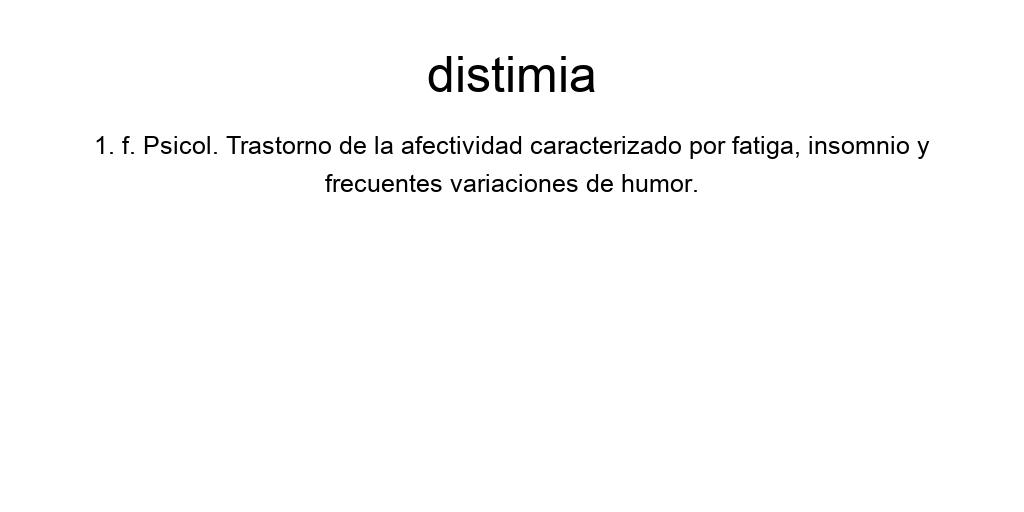 distimia
1. f. Psicol. Trastorno de la afectividad caracterizado por fatiga, insomnio y
frecuentes variaciones de humor.